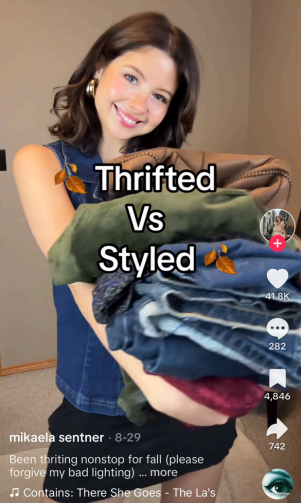 Thrifted
Vs
Styled
41.8K
282
4,846
742
mikaela sentner · 8-29
Been thriting nonstop for fall (please
forgive my bad lighting) ... more
Contains: There She Goes - The La's